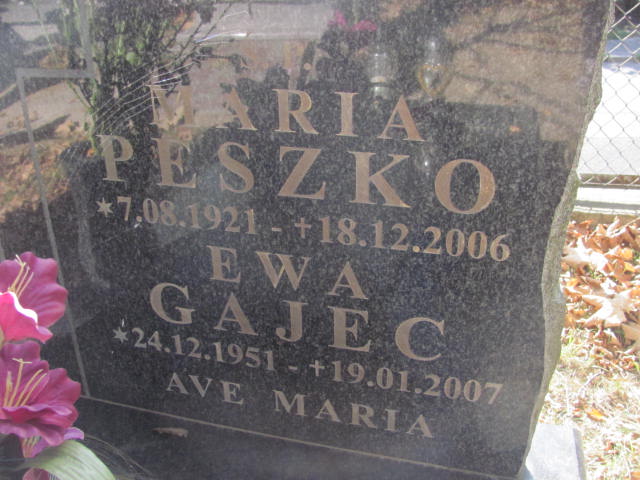 MARIA
PESZKO
*7.08.1921 - +18.12.2006
EWA
GAJEC
*24.12.1951 - +19.01.2007
AVE MARIA